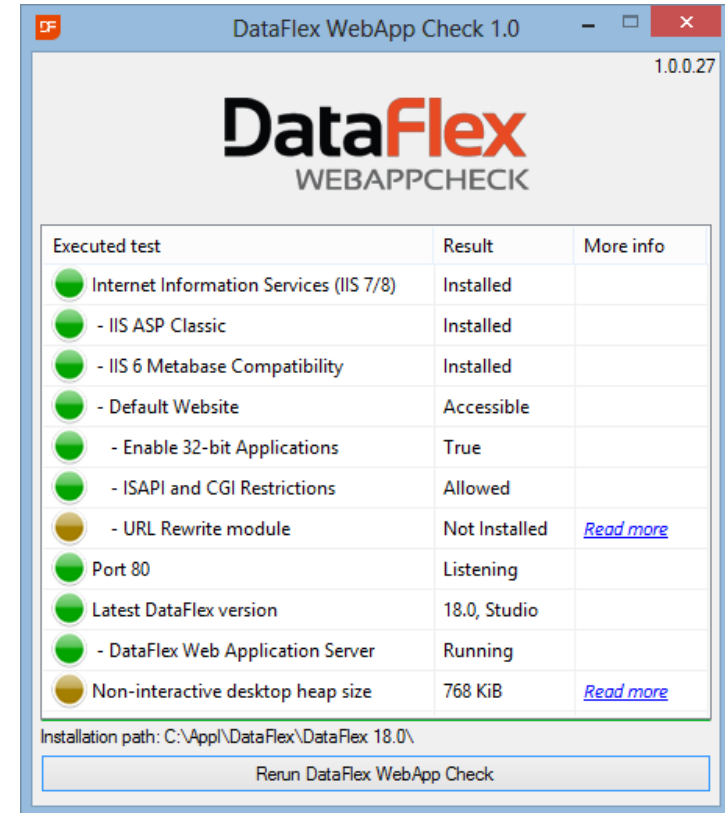 DF
DataFlex WebApp Check 1.0
1.0.0.27
DataFlex
WEBAPPCHECK
Executed test Result More info
Internet Information Services (IIS 7/8) Installed
- IIS ASP Classic Installed
- IIS 6 Metabase Compatibility Installed
- Default Website Accessible
- Enable 32-bit Applications True
- ISAPI and CGI Restrictions Allowed
- URL Rewrite module Not Installed Read more
Port 80 Listening
Latest DataFlex version 18.0, Studio
- DataFlex Web Application Server Running
Non-interactive desktop heap size 768 KiB Read more
Installation path: C:\Appl\DataFlex\DataFlex 18.0\
Rerun DataFlex WebApp Check